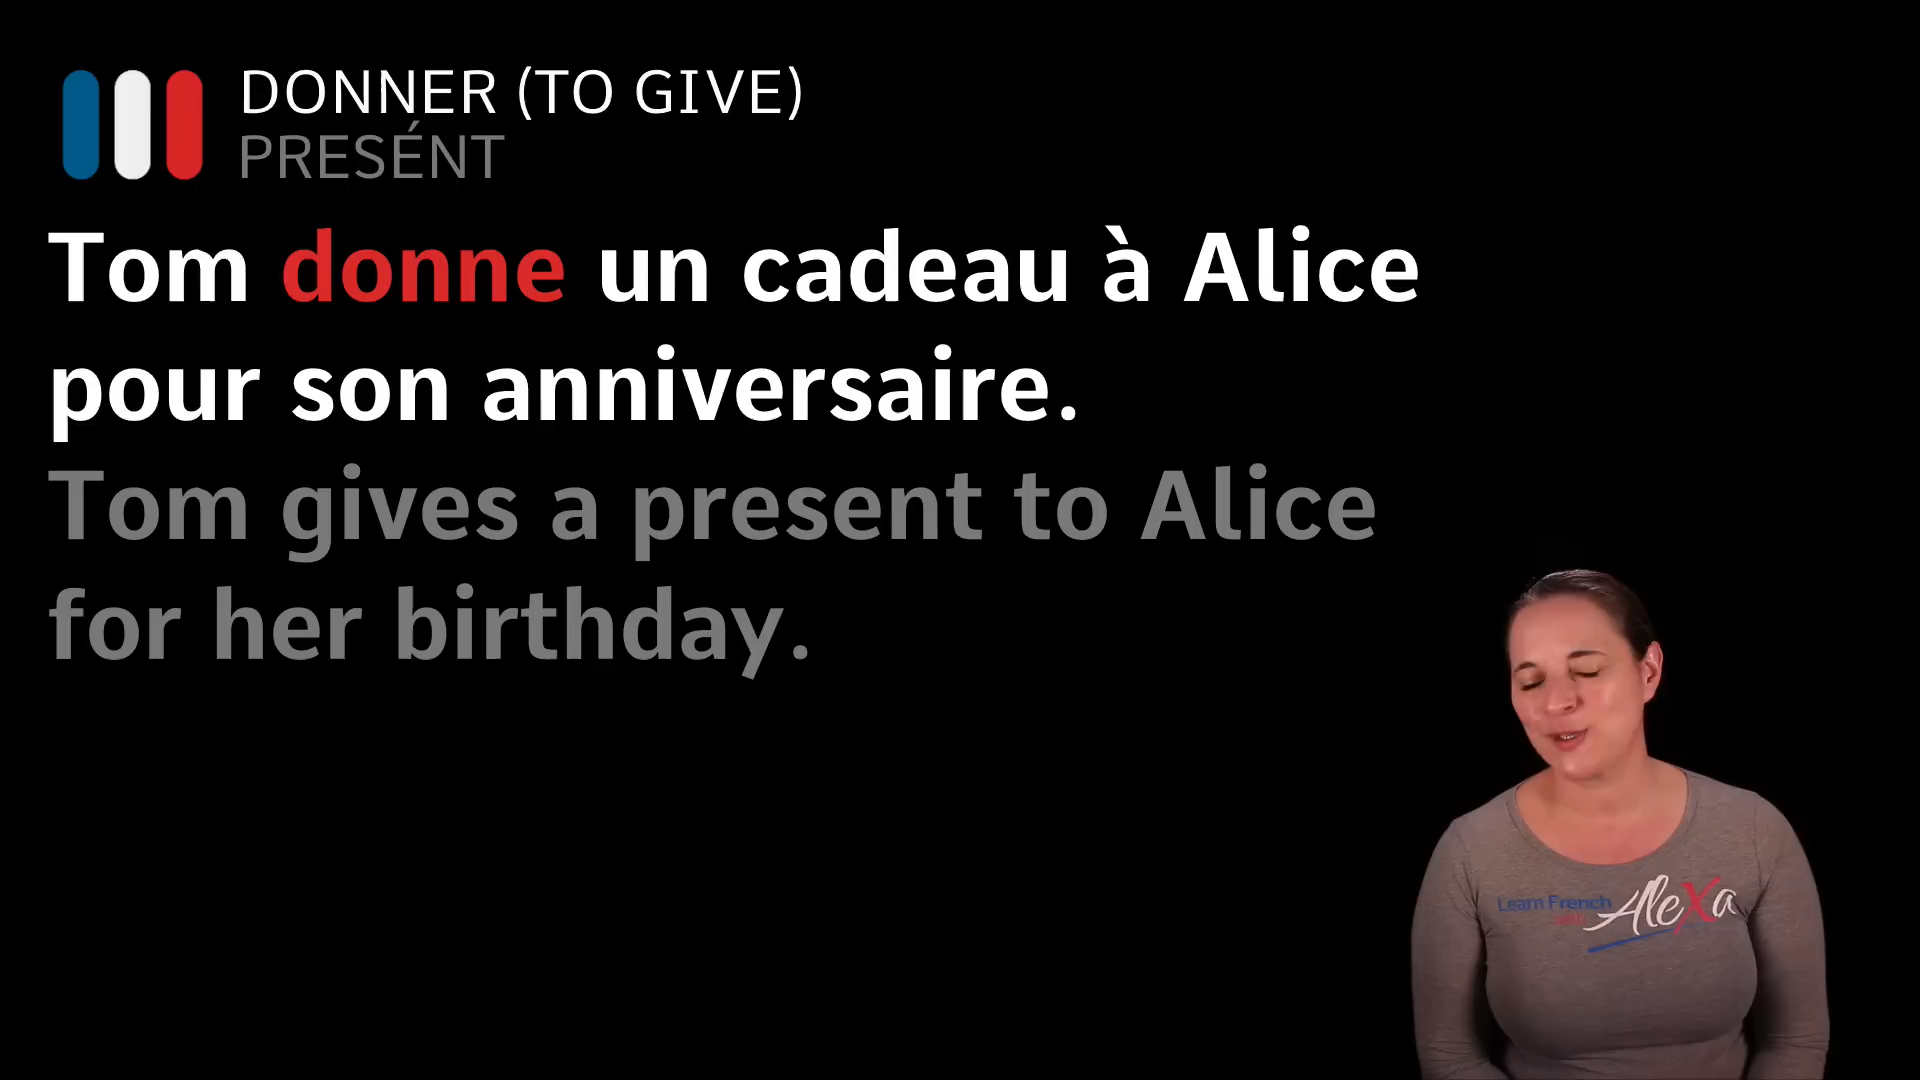 DONNER (TO GIVE)
PRESÉNT
Tom donne un cadeau à Alice
pour son anniversaire.
Tom gives a present to Alice
for her birthday.
Learn French
with
Alexa